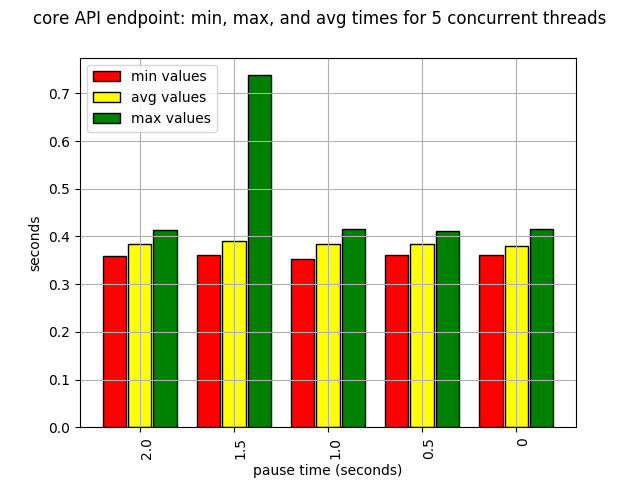 core API endpoint: min, max, and avg times for 5 concurrent threads
min values
avg values
max values
0.7
0.6
0.5
0.4
0.3
0.2
0.1
0.0
seconds
2.0
1.5
1.0
0.5
0
pause time (seconds)